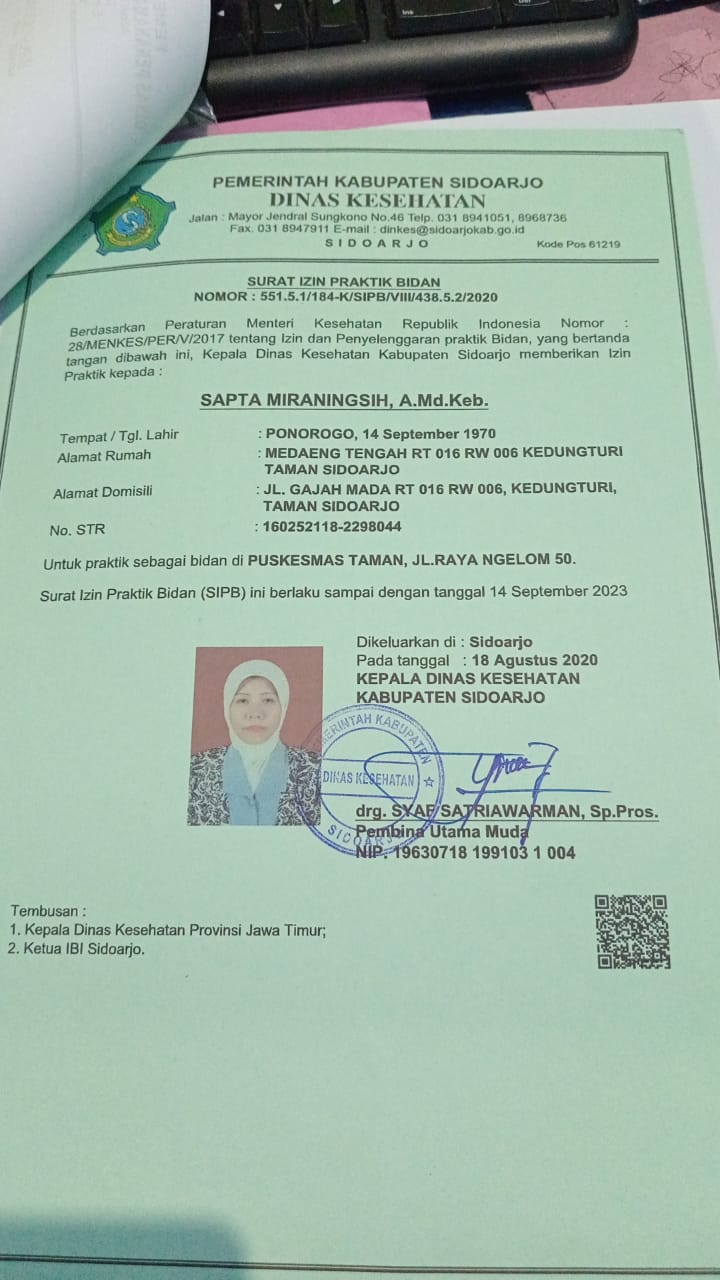 PEMERINTAH KABUPATEN SIDOARJO
DINAS KESEHATAN
Jalan : Mayor Jendral Sungkono No.46 Telp. 031 8941051, 8968736
Fax. 031 8947911 E-mail : dinkes@sidoarjokab.go.id
S I D O A R J O
Kode Pos 61219
SURAT IZIN PRAKTIK BIDAN
NOMOR : 551.5.1/184-K/SIPB/VIII/438.5.2/2020
Berdasarkan Peraturan Menteri Kesehatan Republik Indonesia Nomor :
28/MENKES/PER/V/2017 tentang Izin dan Penyelenggaran praktik Bidan, yang bertanda
tangan dibawah ini, Kepala Dinas Kesehatan Kabupaten Sidoarjo memberikan Izin
Praktik kepada :
SAPTA MIRANINGSIH, A.Md.Keb.
Tempat / Tgl. Lahir : PONOROGO, 14 September 1970
Alamat Rumah : MEDAENG TENGAH RT 016 RW 006 KEDUNGTURI
TAMAN SIDOARJO
Alamat Domisili : JL. GAJAH MADA RT 016 RW 006, KEDUNGTURI,
TAMAN SIDOARJO
No. STR : 160252118-2298044
Untuk praktik sebagai bidan di PUSKESMAS TAMAN, JL.RAYA NGELOM 50.
Surat Izin Praktik Bidan (SIPB) ini berlaku sampai dengan tanggal 14 September 2023
Dikeluarkan di : Sidoarjo
Pada tanggal : 18 Agustus 2020
KEPALA DINAS KESEHATAN
KABUPATEN SIDOARJO
PEMERINTAH KABUPATEN
DINAS KESEHATAN
SIDOARJO
drg. SYAF SATRIAWARMAN, Sp.Pros.
Pembina Utama Muda
NIP. 19630718 199103 1 004
Tembusan :
1. Kepala Dinas Kesehatan Provinsi Jawa Timur;
2. Ketua IBI Sidoarjo.